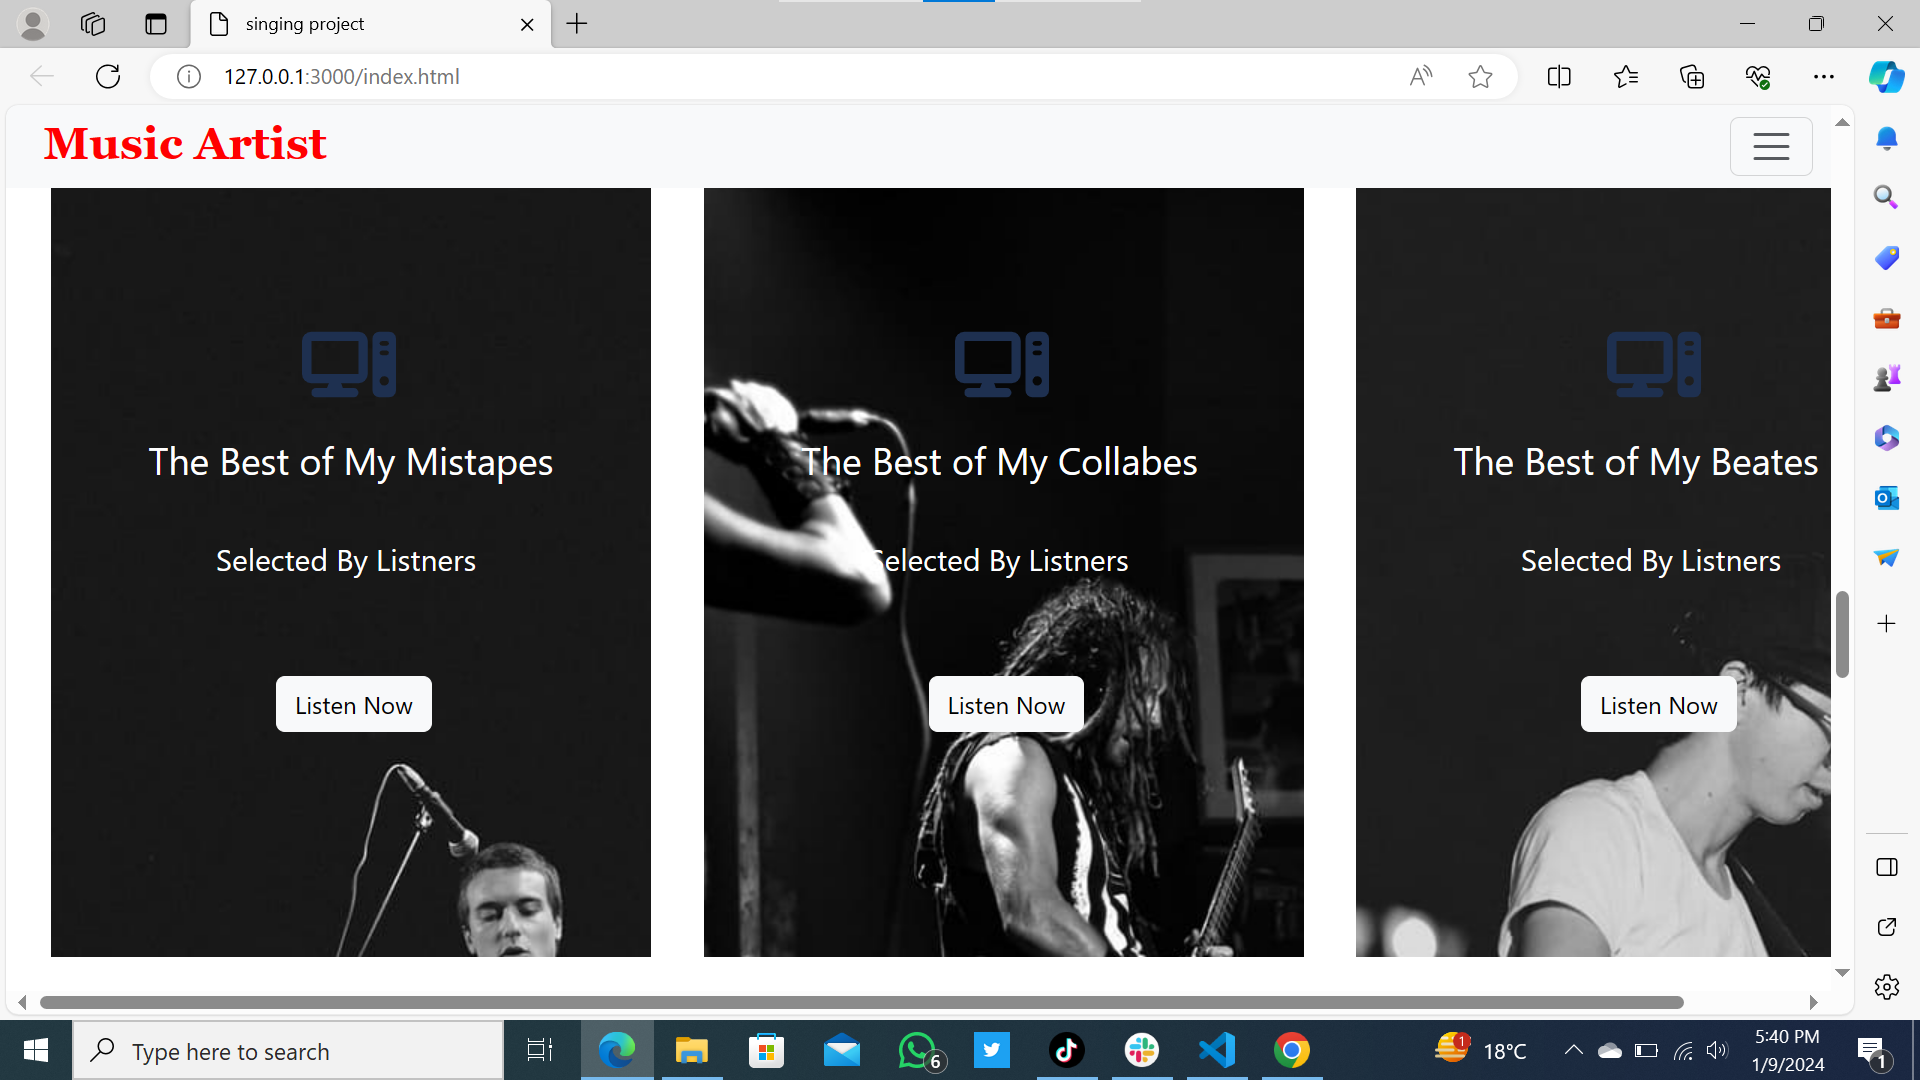 singing project
127.0.0.1:3000/index.html
Music Artist
The Best of My Mistapes
The Best of My Collabes
The Best of My Beates
Selected By Listners
Selected By Listners
Selected By Listners
Listen Now
Listen Now
Listen Now
Type here to search
6
1
18°C
5:40 PM
1/9/2024
1